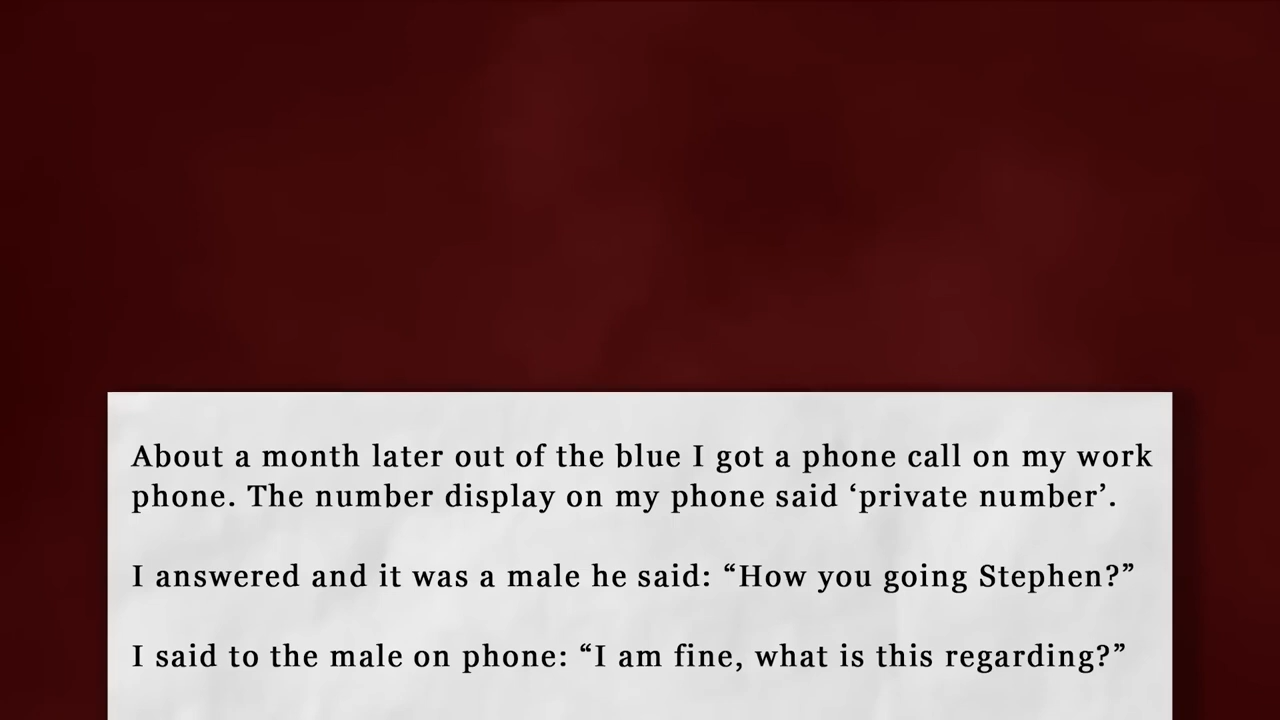 About a month later out of the blue I got a phone call on my work
phone. The number display on my phone said ‘private number’.
I answered and it was a male he said: “How you going Stephen?”
I said to the male on phone: “I am fine, what is this regarding?”